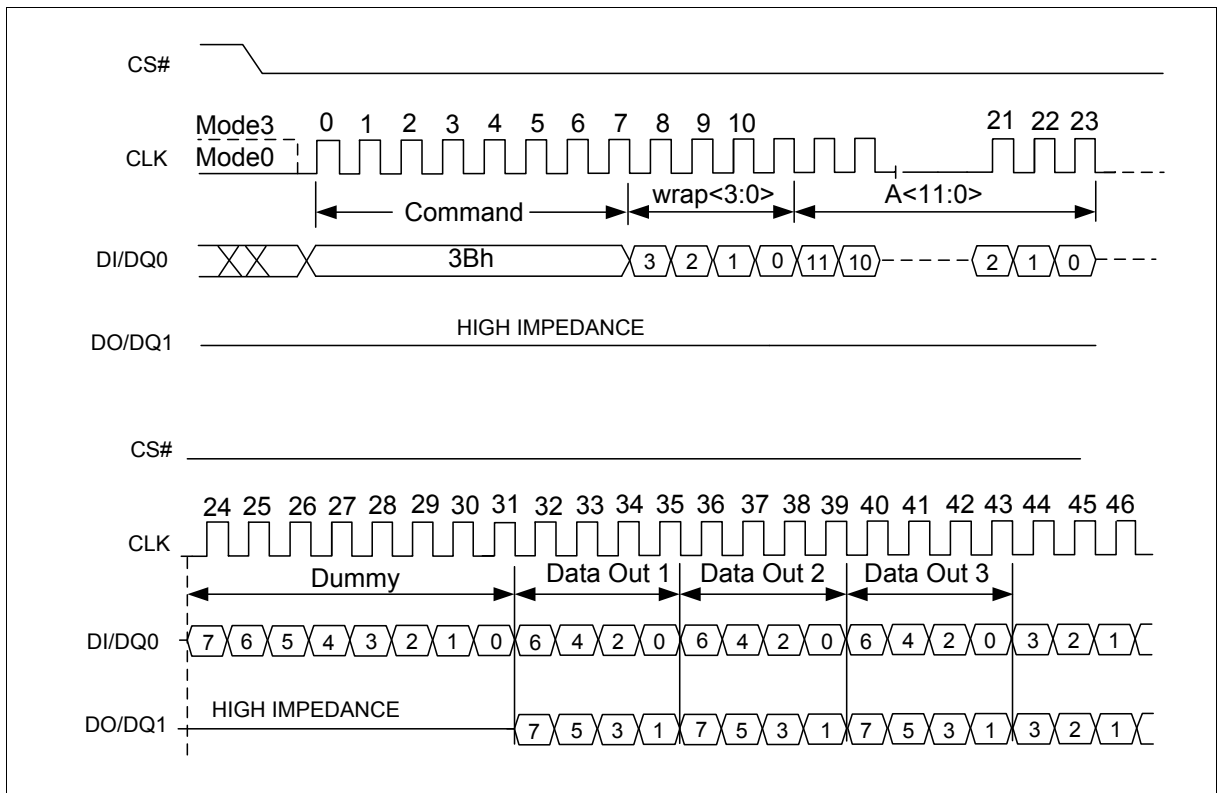 CS#
Mode3 0 1 2 3 4 5 6 7 8 9 10 21 22 23
CLK Mode0
Command wrap<3:0> A<11:0>
DI/DQ0 3Bh 3 2 1 0 11 10 2 1 0
HIGH IMPEDANCE
DO/DQ1
CS#
24 25 26 27 28 29 30 31 32 33 34 35 36 37 38 39 40 41 42 43 44 45 46
CLK
Dummy Data Out 1 Data Out 2 Data Out 3
DI/DQ0 7 6 5 4 3 2 1 0 6 4 2 0 6 4 2 0 6 4 2 0 3 2 1
HIGH IMPEDANCE
DO/DQ1 7 5 3 1 7 5 3 1 7 5 3 1 3 2 1